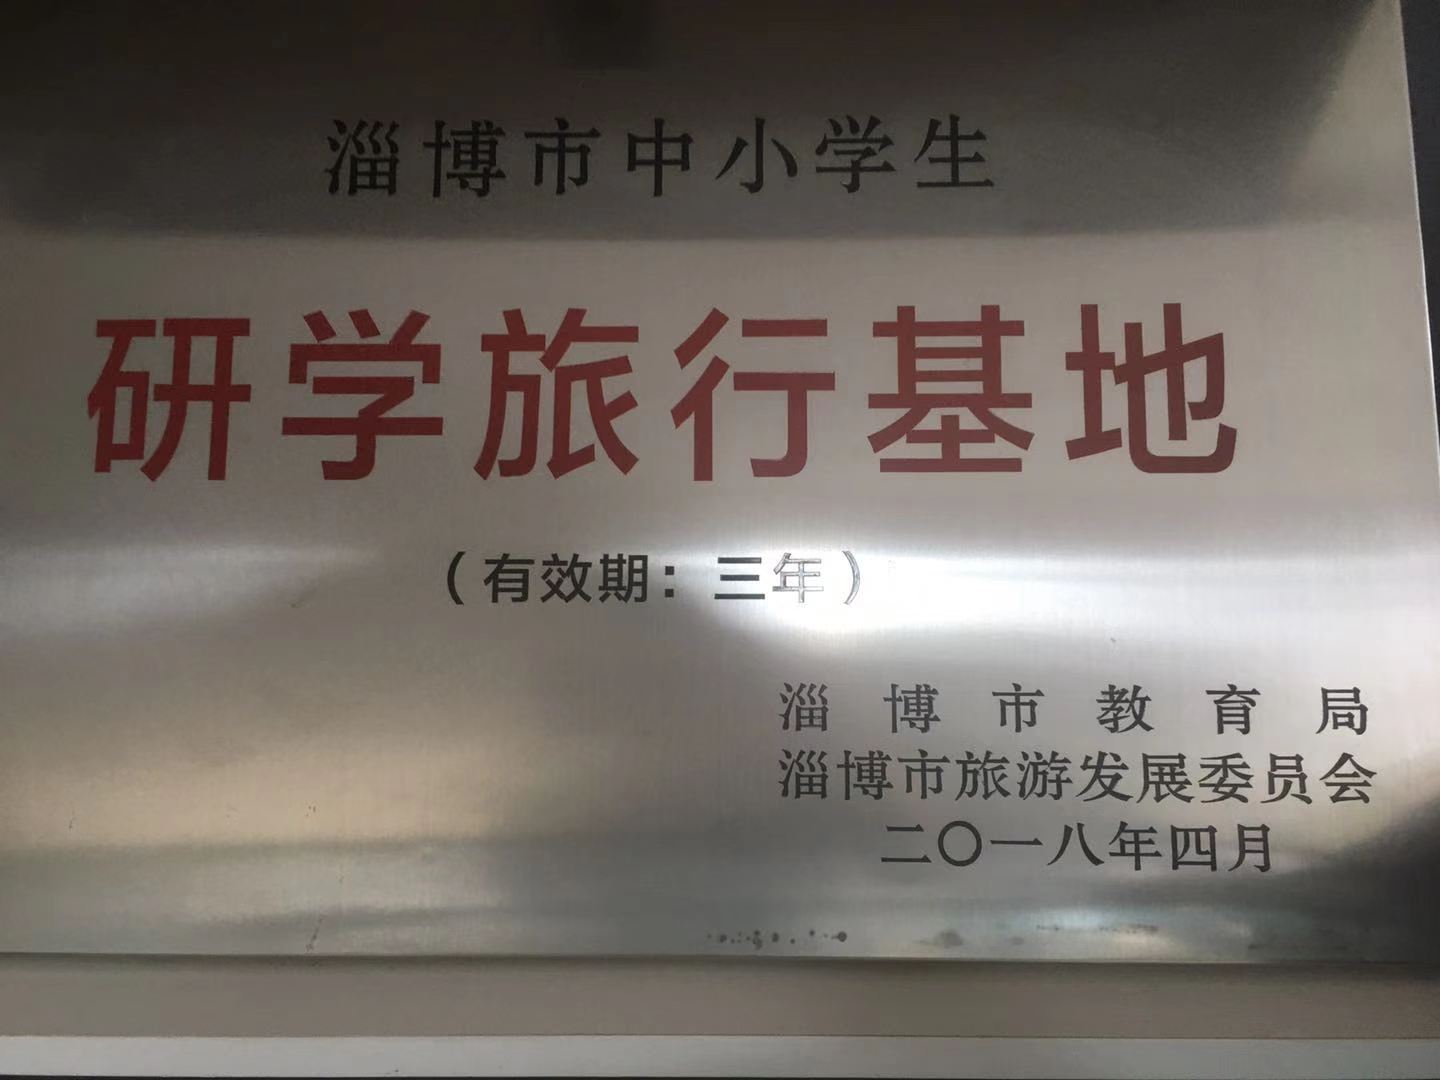 淄博市中小学生
研学旅行基地
（有效期：三年）
淄博市教育局
淄博市旅游发展委员会
二〇一八年四月